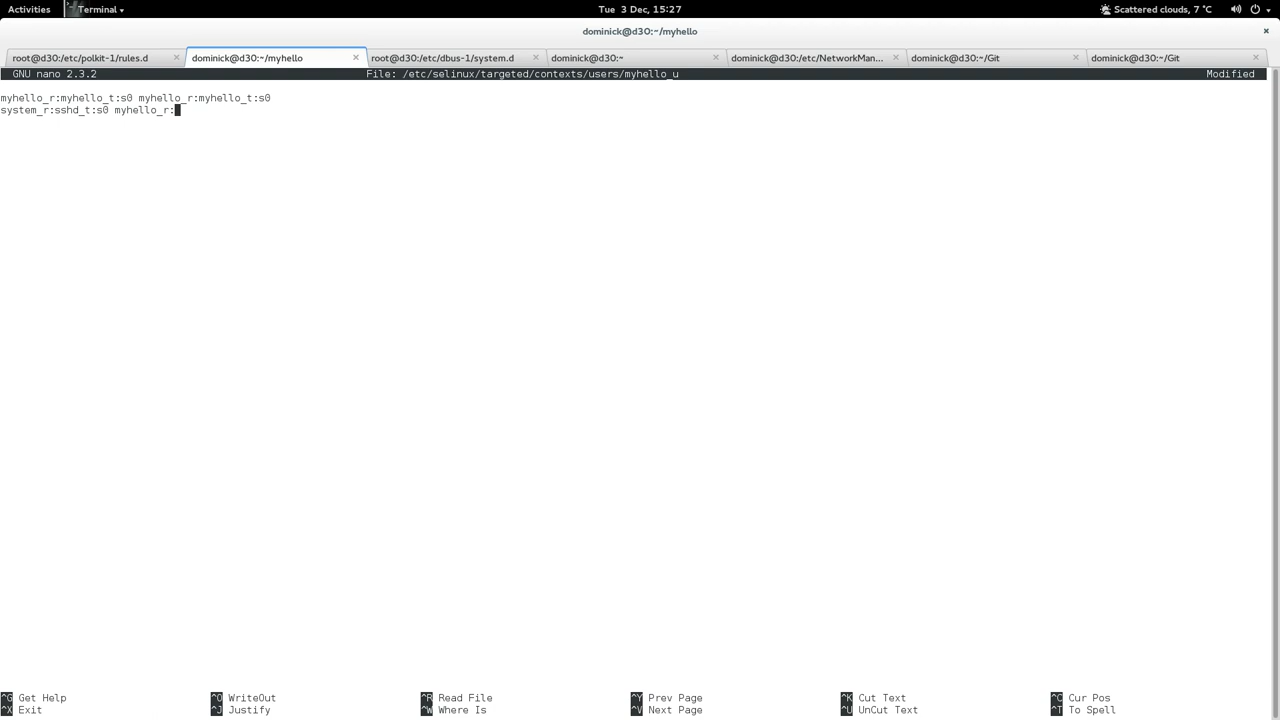 Activities Terminal Tue 3 Dec, 15:27 Scattered clouds, 7 °C
dominick@d30:~/myhello
root@d30:/etc/polkit-1/rules.d dominick@d30:~/myhello root@d30:/etc/dbus-1/system.d dominick@d30:~ dominick@d30:/etc/NetworkMan... dominick@d30:~/Git dominick@d30:~/Git
GNU nano 2.3.2 File: /etc/selinux/targeted/contexts/users/myhello_u Modified
myhello_r:myhello_t:s0 myhello_r:myhello_t:s0
system_r:sshd_t:s0 myhello_r:
^G Get Help ^O WriteOut ^R Read File ^Y Prev Page ^K Cut Text ^C Cur Pos
^X Exit ^J Justify ^W Where Is ^V Next Page ^U UnCut Text ^T To Spell